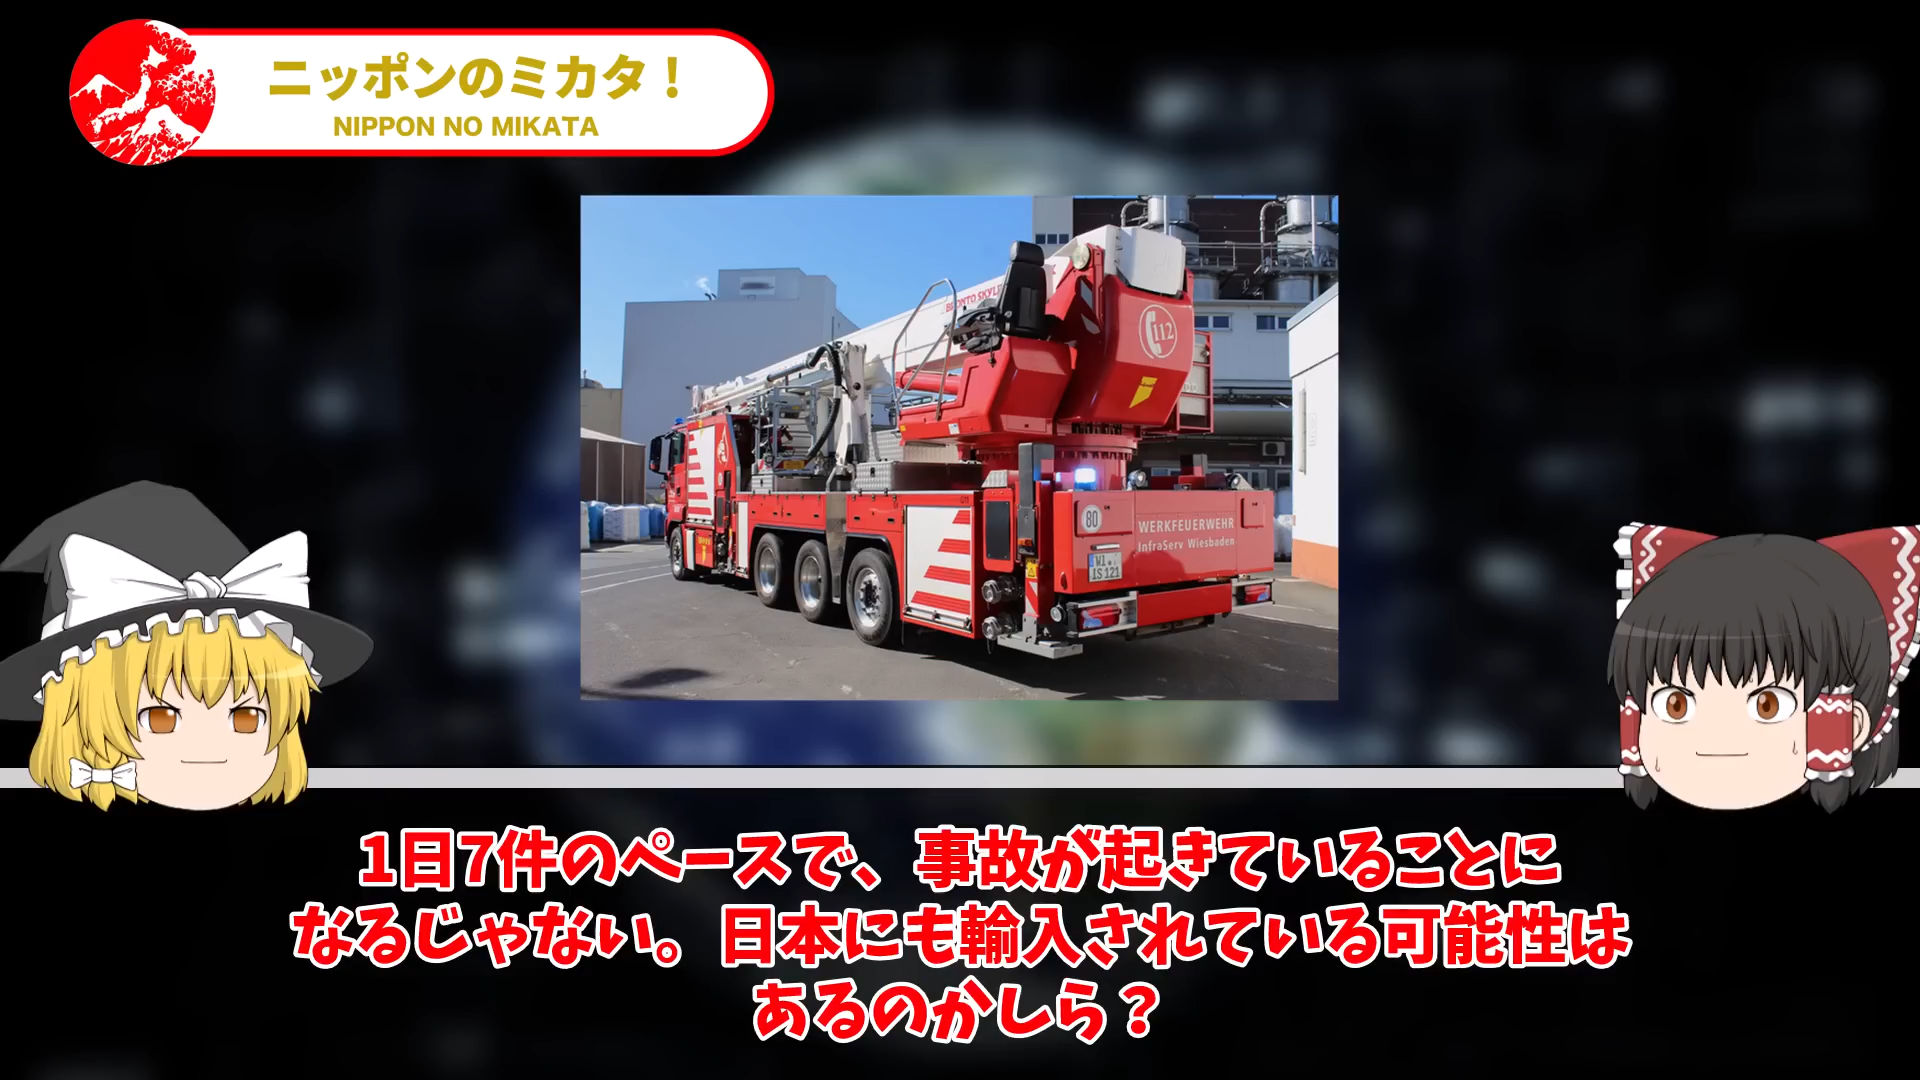 ニッポンのミカタ！
NIPPON NO MIKATA
112
80
WERKFEUERWEHR
InfraServ Wiesbaden
WI
IS 121
1日7件のペースで、事故が起きていることに
なるじゃない。日本にも輸入されている可能性は
あるのかしら？